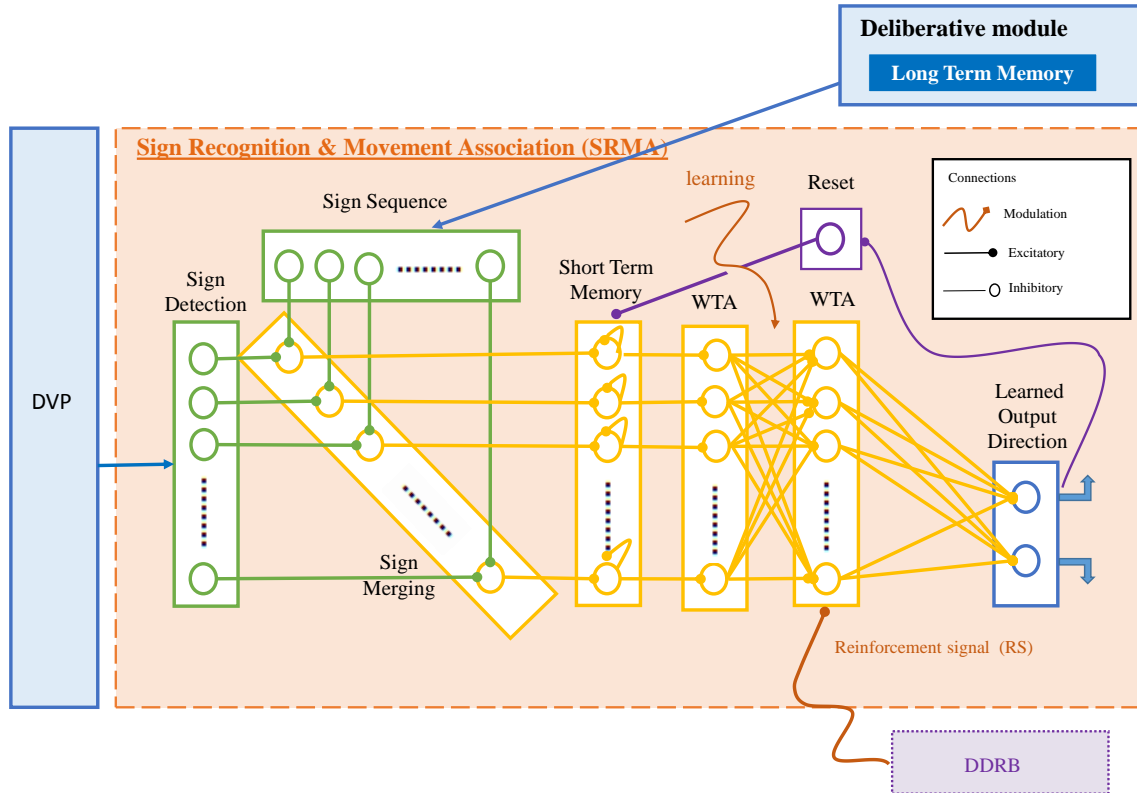 Deliberative module
Long Term Memory
Sign Recognition & Movement Association (SRMA)
learning
Reset
Connections
Modulation
Excitatory
Inhibitory
Sign Sequence
Sign
Detection
Short Term
Memory
WTA
WTA
DVP
Learned
Output
Direction
Sign
Merging
Reinforcement signal (RS)
DDRB